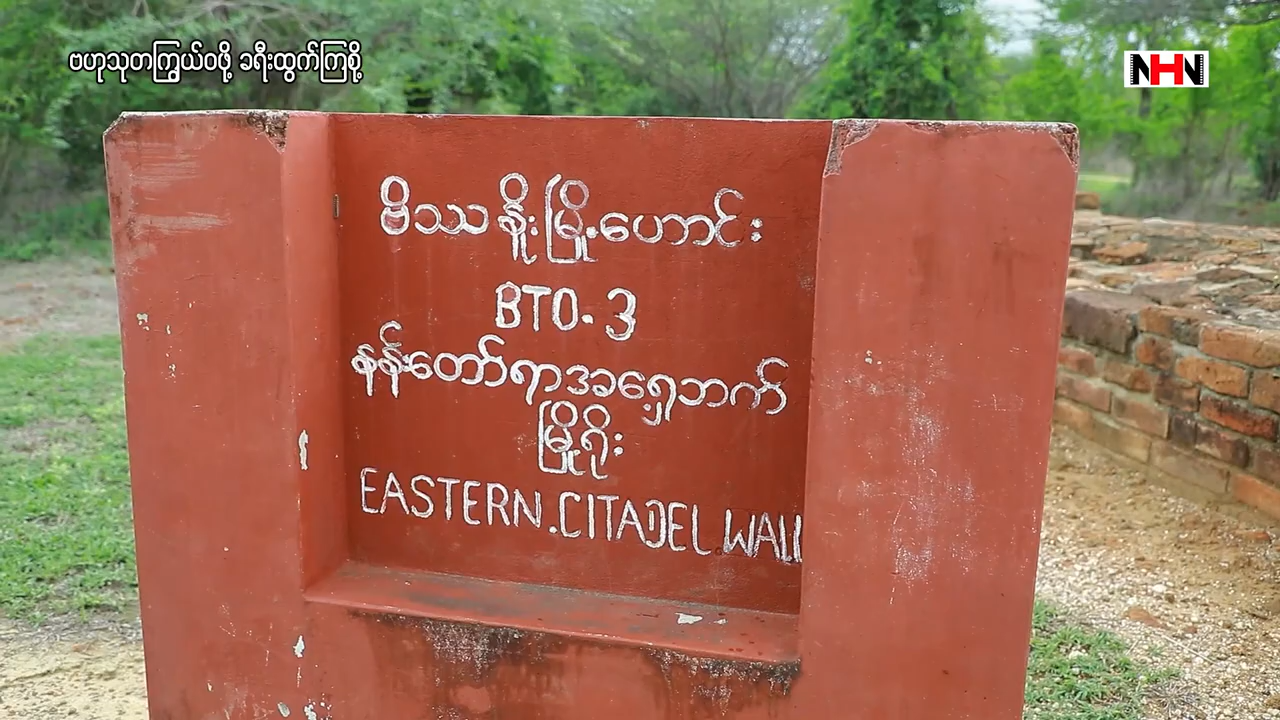 ဗဟုသုတကြွယ်ဝဖို့ ခရီးထွက်ကြစို့
NHN
ဗိဿနိူးမြို့ဟောင်း
BTO. 3
နန်းတော်ရာအရှေ့ဘက်
မြို့ရိုး
EASTERN.CITADEL.WALL